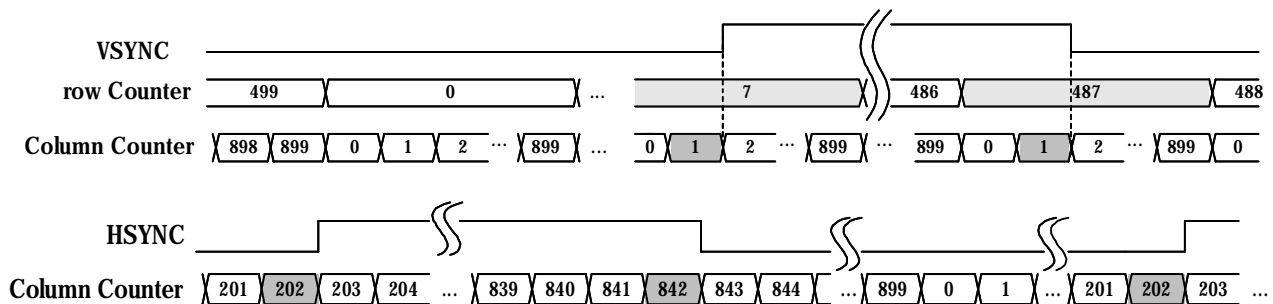 VSYNC
row Counter 499 0 ... 7 486 487 488
Column Counter 898 899 0 1 2 ... 899 ... 0 1 2 ... 899 ... 899 0 1 2 ... 899 0
HSYNC
Column Counter 201 202 203 204 ... 839 840 841 842 843 844 ... 899 0 1 ... 201 202 203 ...